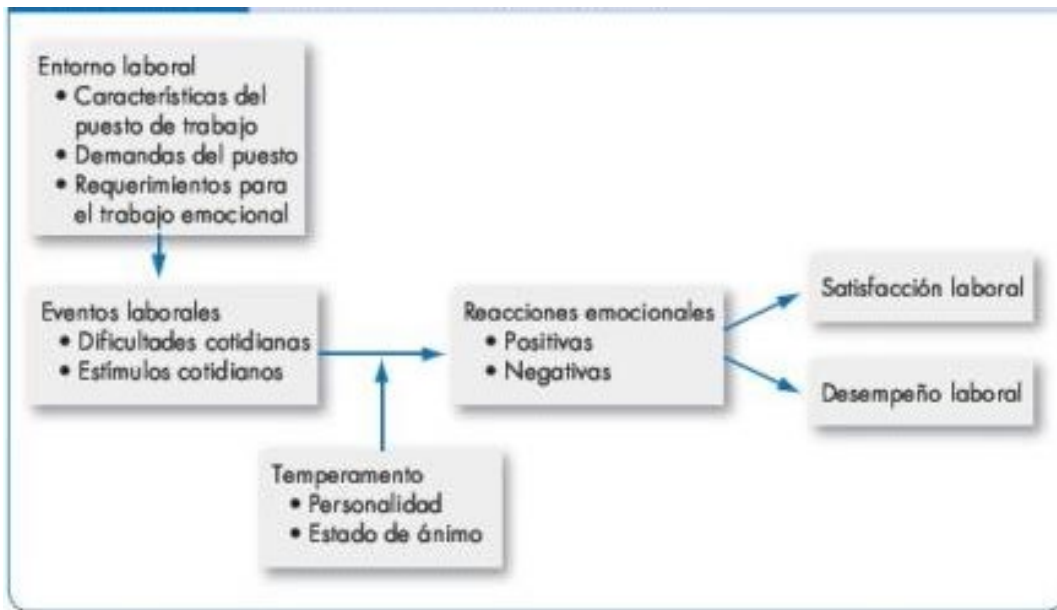 Entorno laboral
• Características del
puesto de trabajo
• Demandas del puesto
• Requerimientos para
el trabajo emocional
Eventos laborales
• Dificultades cotidianas
• Estímulos cotidianos
Reacciones emocionales
• Positivas
• Negativas
Satisfacción laboral
Desempeño laboral
Temperamento
• Personalidad
• Estado de ánimo